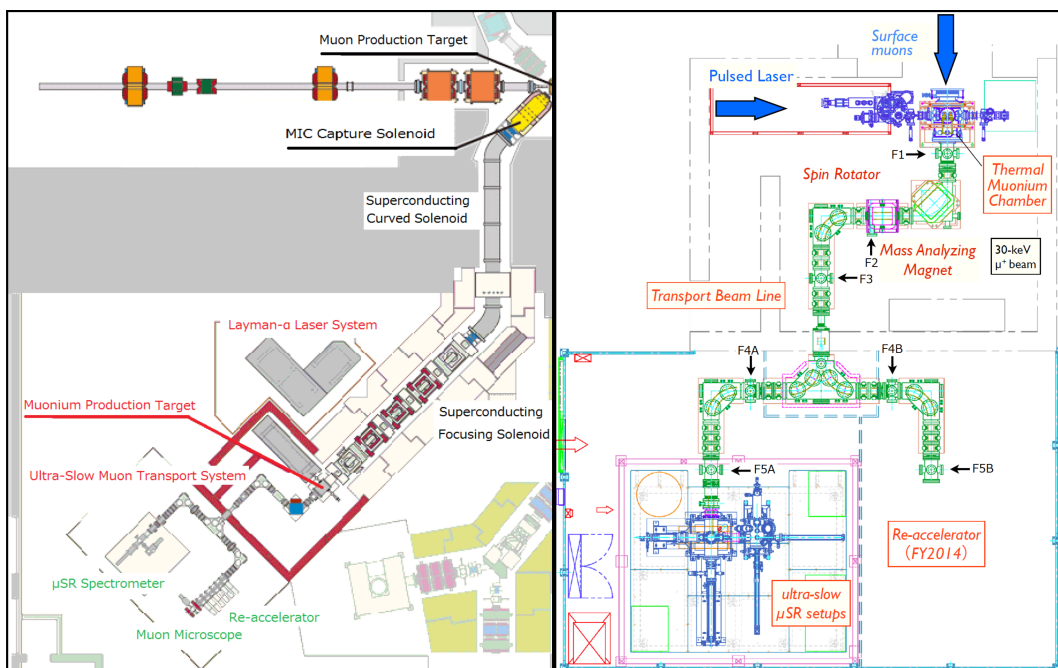 Muon Production Target
MIC Capture Solenoid
Superconducting
Curved Solenoid
Layman-α Laser System
Muonium Production Target
Superconducting
Focusing Solenoid
Ultra-Slow Muon Transport System
μSR Spectrometer
Re-accelerator
Muon Microscope
Surface
muons
Pulsed Laser
F1
Thermal
Muonium
Chamber
Spin Rotator
F2
Mass Analyzing
Magnet
30-keV
μ+ beam
F3
Transport Beam Line
F4A
F4B
F5A
F5B
Re-accelerator
(FY2014)
ultra-slow
μSR setups